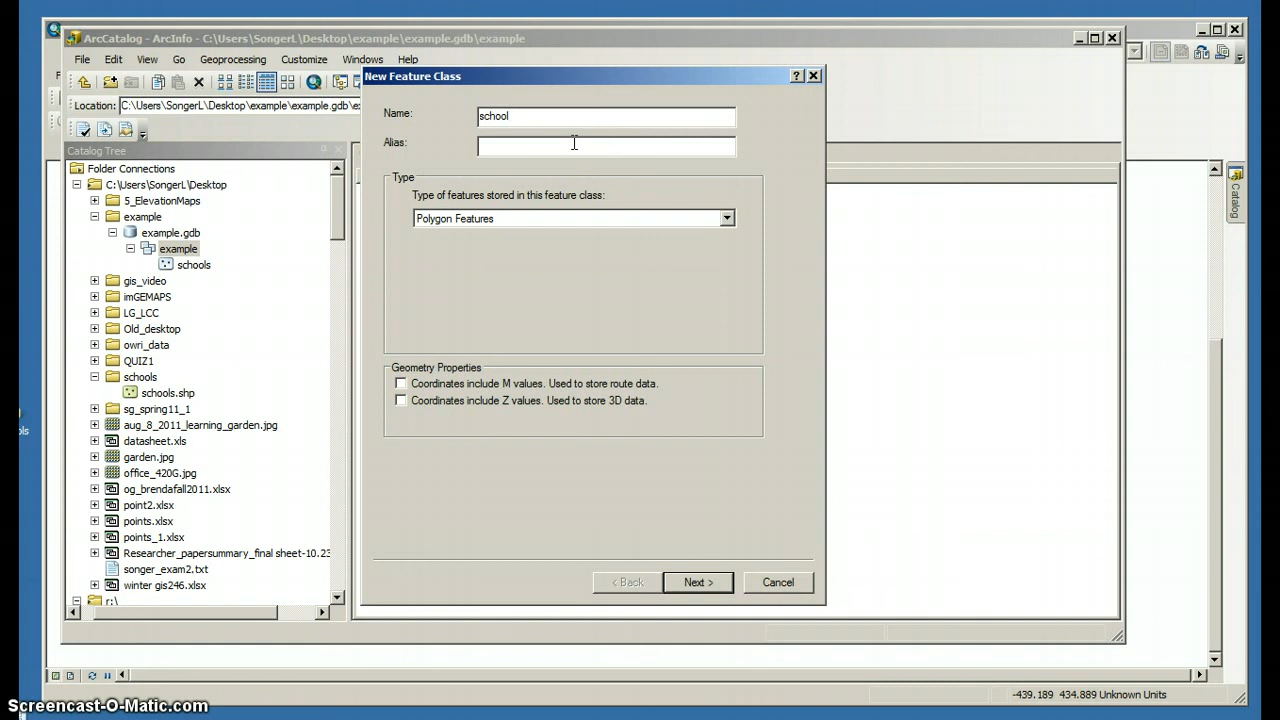 ArcCatalog - ArcInfo - C:\Users\SongerL\Desktop\example\example.gdb\example
File Edit View Go Geoprocessing Customize Windows Help
Location: C:\Users\SongerL\Desktop\example\example.gdb\e
Catalog Tree
Folder Connections
C:\Users\SongerL\Desktop
5_ElevationMaps
example
example.gdb
example
schools
gis_video
imGEMAPS
LG_LCC
Old_desktop
owri_data
QUIZ1
schools
schools.shp
sg_spring11_1
aug_8_2011_learning_garden.jpg
datasheet.xls
garden.jpg
office_420G.jpg
og_brendafall2011.xlsx
point2.xlsx
points.xlsx
points_1.xlsx
Researcher_papersummary_final sheet-10.23
songer_exam2.txt
winter gis246.xlsx
r:\
New Feature Class
Name: school
Alias:
Type
Type of features stored in this feature class:
Polygon Features
Geometry Properties
Coordinates include M values. Used to store route data.
Coordinates include Z values. Used to store 3D data.
< Back Next > Cancel
Catalog
ols
-439.189 434.889 Unknown Units
Screencast-O-Matic.com